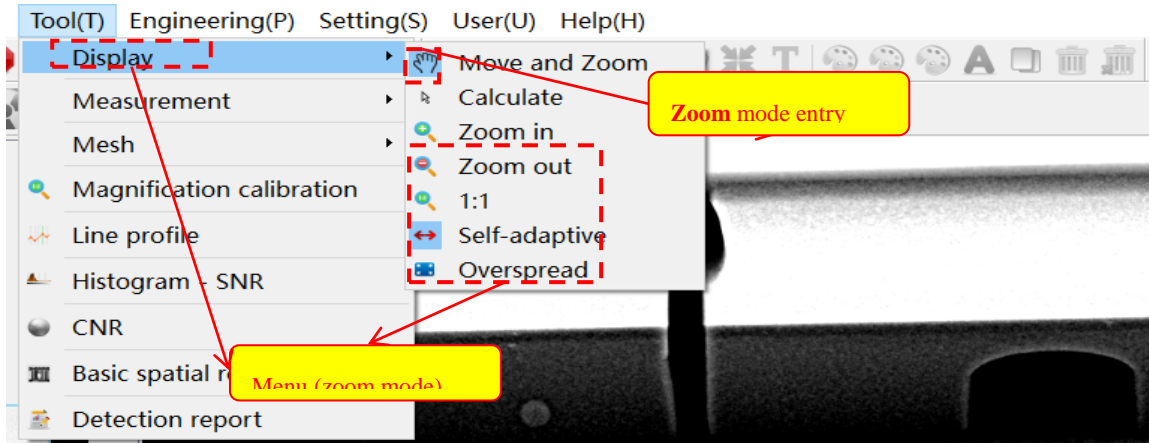 Tool(T) Engineering(P) Setting(S) User(U) Help(H)
Display
Measurement
Mesh
Magnification calibration
Line profile
Histogram - SNR
CNR
Basic spatial
Detection report
Move and Zoom
Calculate
Zoom in
Zoom out
1:1
Self-adaptive
Overspread
Zoom mode entry
Menu (zoom mode)